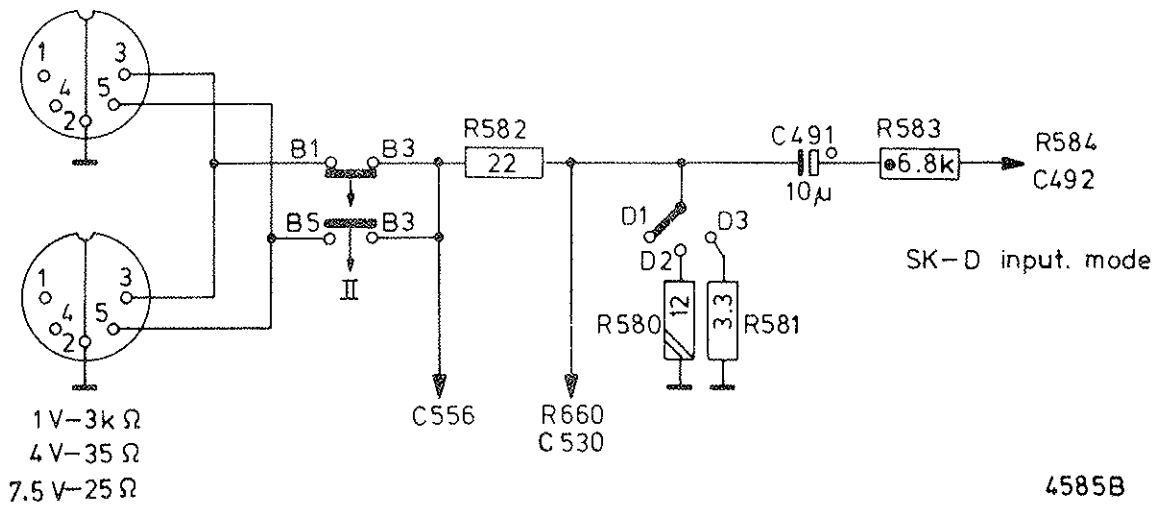 1
3
4
5
2
R582
C491
R583
R584
B1
B3
22
6.8k
10μ
C492
B5
B3
D1
D3
D2
II
SK-D input. mode
1
3
4
5
2
12
3.3
R580
R581
C556
R660
C530
1V-3kΩ
4V-35Ω
7.5V-25Ω
4585B